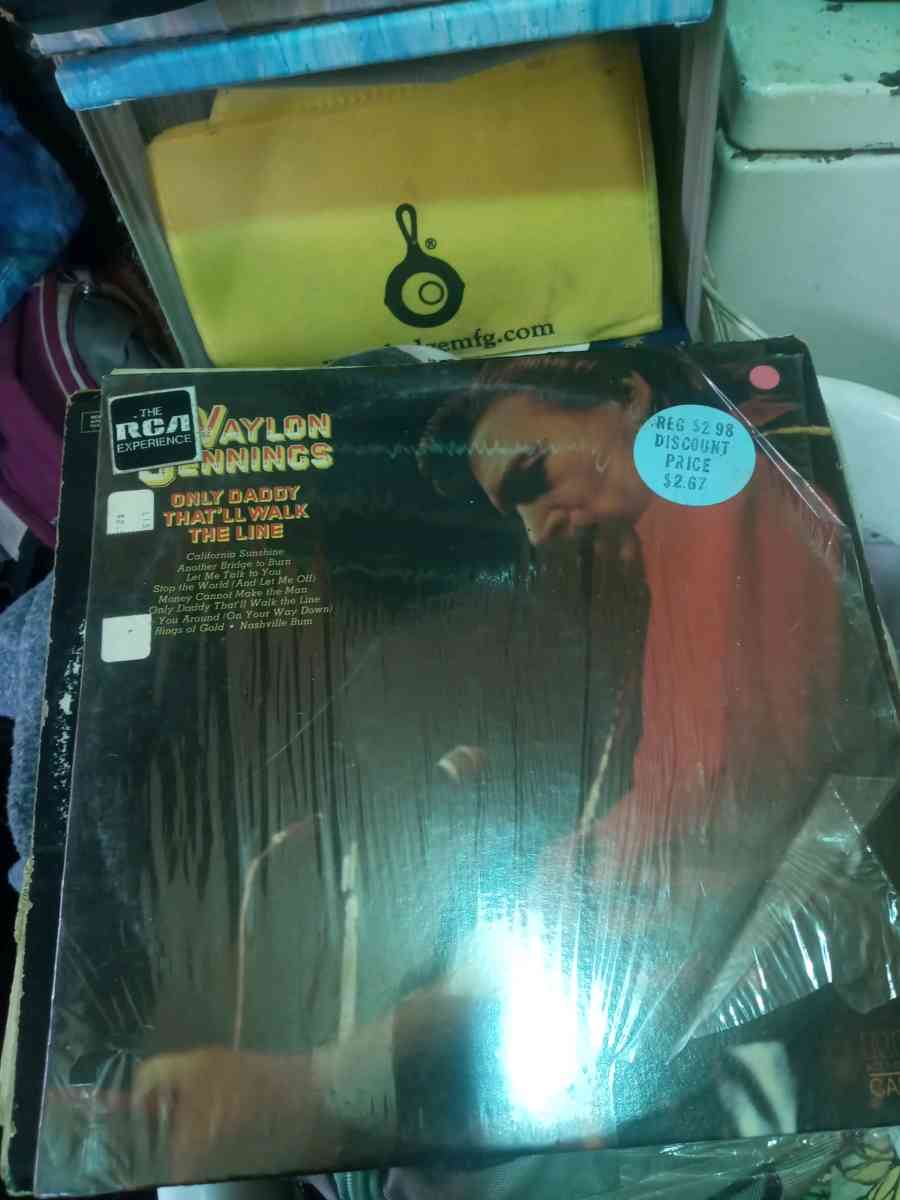 ®
emfg.com
THE
RCA
EXPERIENCE
WAYLON
JENNINGS
ONLY DADDY
THAT'LL WALK
THE LINE
California Sunshine
Another Bridge to Burn
Let Me Talk to You
Stop the World (And Let Me Off)
Money Cannot Make the Man
Only Daddy That'll Walk the Line
You Around (On Your Way Down)
Rings of Gold • Nashville Bum
REG $2 98
DISCOUNT
PRICE
$2.67
CA